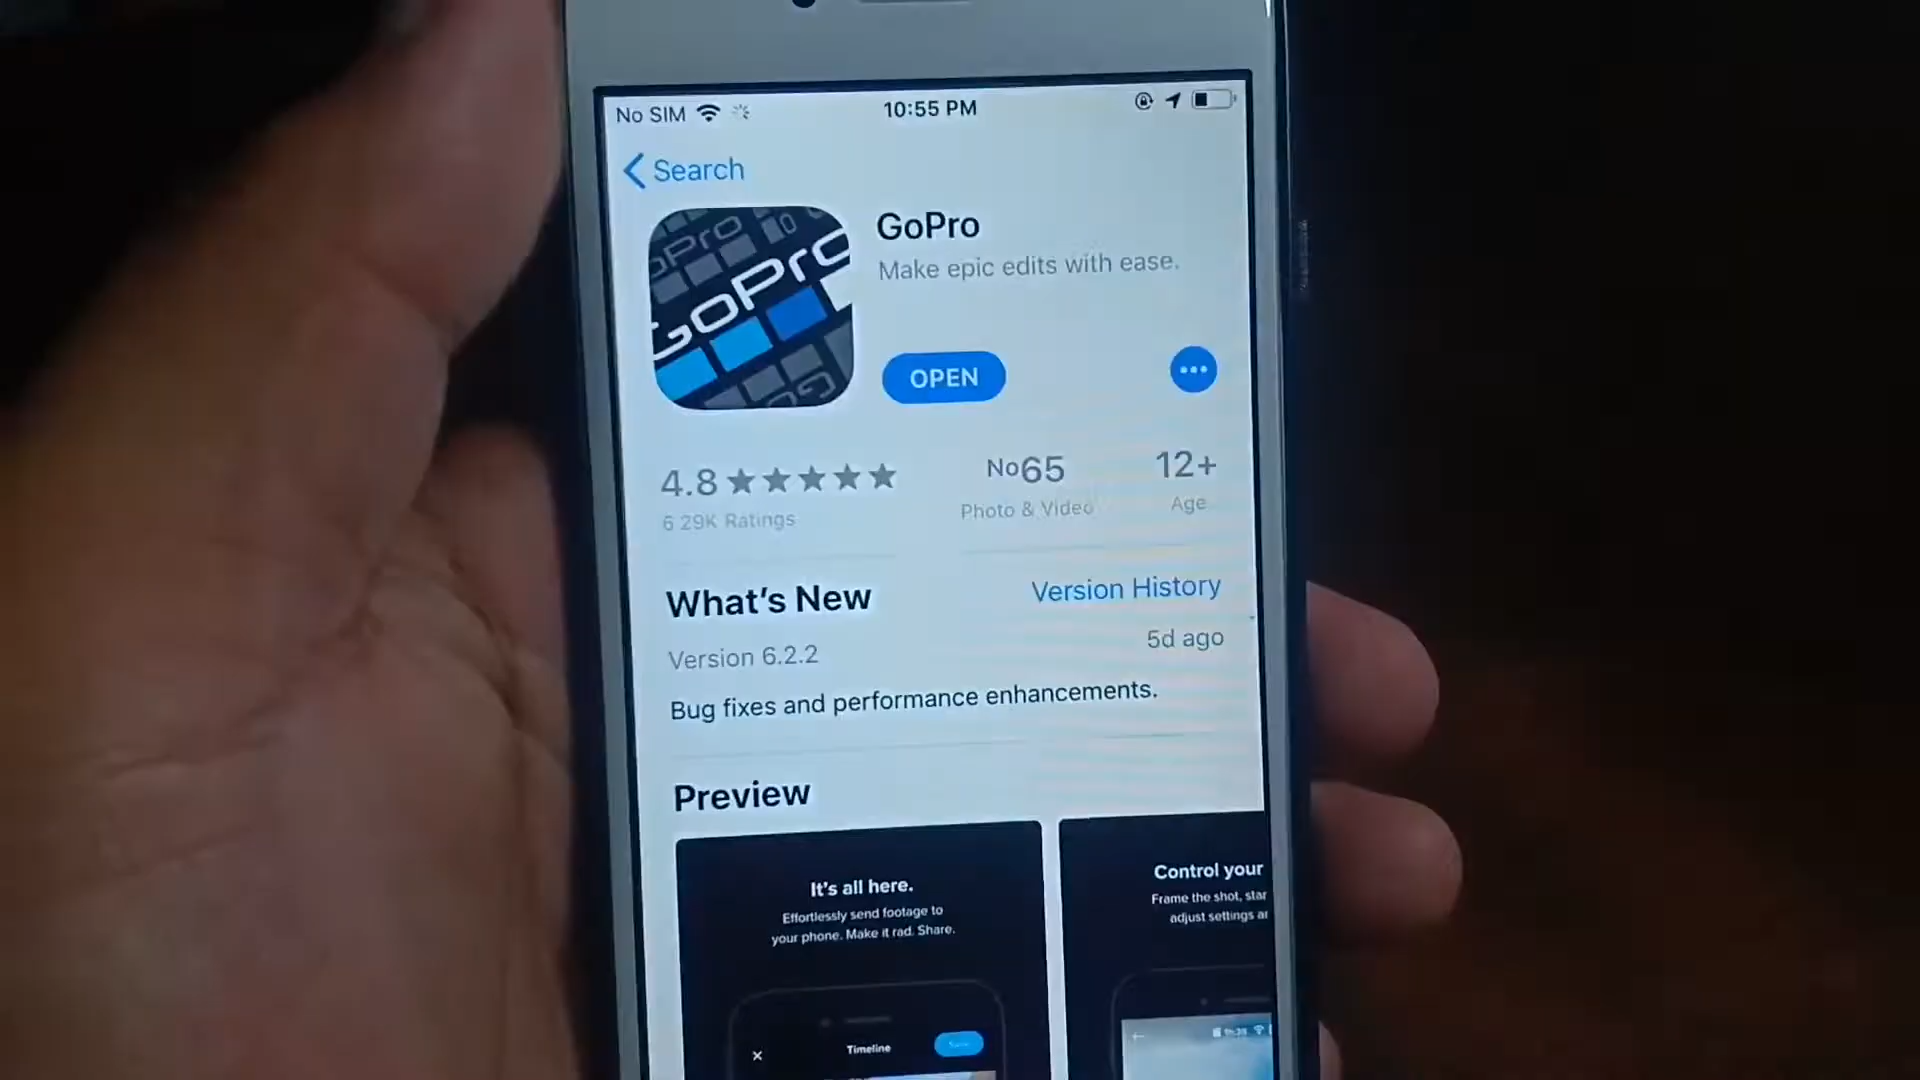 No SIM 10:55 PM
Search
GoPro
Make epic edits with ease.
GoPro
OPEN
4.8
No65
12+
6.29K Ratings
Photo & Video
Age
What's New
Version History
Version 6.2.2
5d ago
Bug fixes and performance enhancements.
Preview
It's all here.
Effortlessly send footage to
your phone. Make it rad. Share.
Timeline
Control your
Frame the shot, star
adjust settings